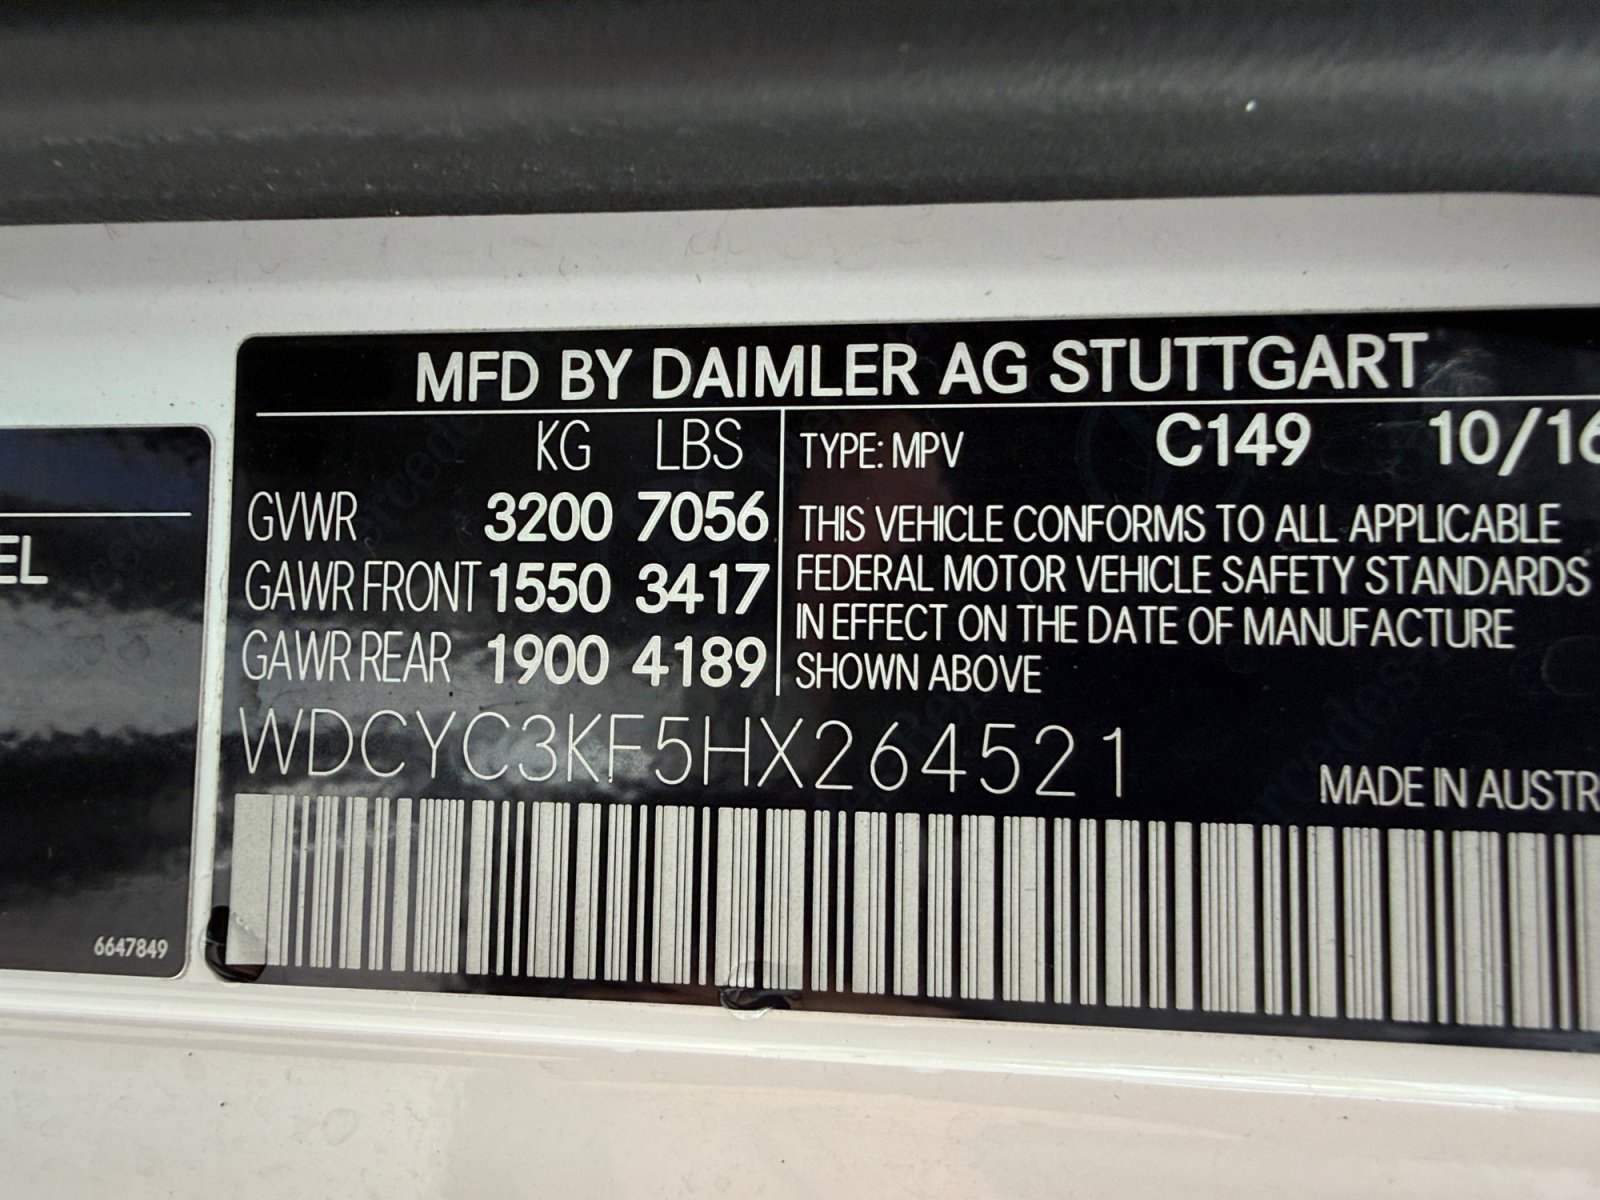 MFD BY DAIMLER AG STUTTGART
KG LBS
GVWR 3200 7056
GAWR FRONT 1550 3417
GAWR REAR 1900 4189
TYPE: MPV C149 10/16
THIS VEHICLE CONFORMS TO ALL APPLICABLE
FEDERAL MOTOR VEHICLE SAFETY STANDARDS
IN EFFECT ON THE DATE OF MANUFACTURE
SHOWN ABOVE
WDCYC3KF5HX264521
MADE IN AUSTR
EL
6647849